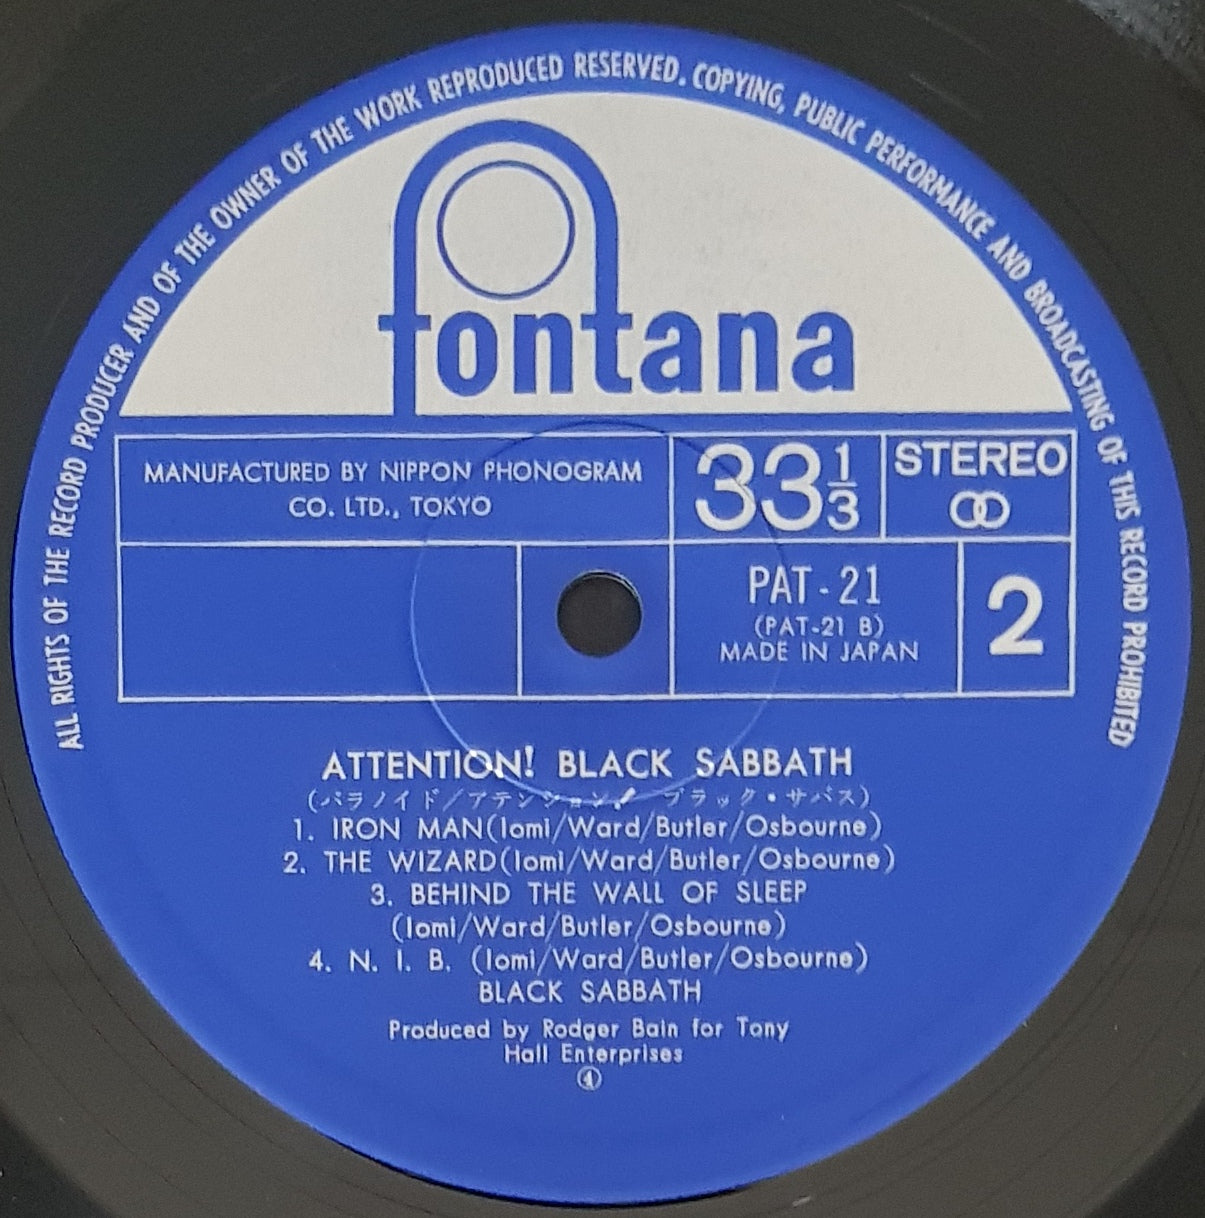 ALL RIGHTS OF THE RECORD PRODUCER AND OF THE OWNER OF THE WORK REPRODUCED RESERVED. COPYING, PUBLIC PERFORMANCE AND BROADCASTING OF THIS RECORD PROHIBITED
fontana
MANUFACTURED BY NIPPON PHONOGRAM
CO. LTD., TOKYO
33 1/3
STEREO
PAT-21
(PAT-21 B)
MADE IN JAPAN
2
ATTENTION! BLACK SABBATH
(パラノイド/アテンション! ブラック・サバス)
1. IRON MAN(Iomi/Ward/Butler/Osbourne)
2. THE WIZARD(Iomi/Ward/Butler/Osbourne)
3. BEHIND THE WALL OF SLEEP
(Iomi/Ward/Butler/Osbourne)
4. N. I. B. (Iomi/Ward/Butler/Osbourne)
BLACK SABBATH
Produced by Rodger Bain for Tony
Hall Enterprises
④